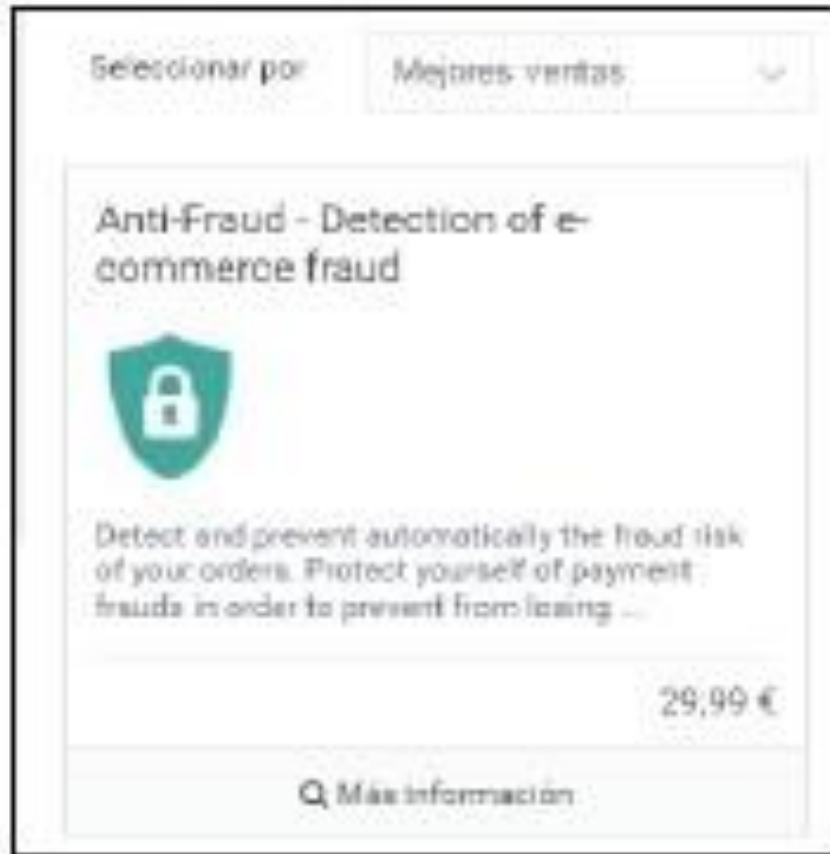 Seleccionar por
Mejores ventas
Anti-Fraud - Detection of e-
commerce fraud
Detect and prevent automatically the fraud risk
of your orders. Protect yourself of payment
frauds in order to prevent from losing ...
29,99 €
Más información